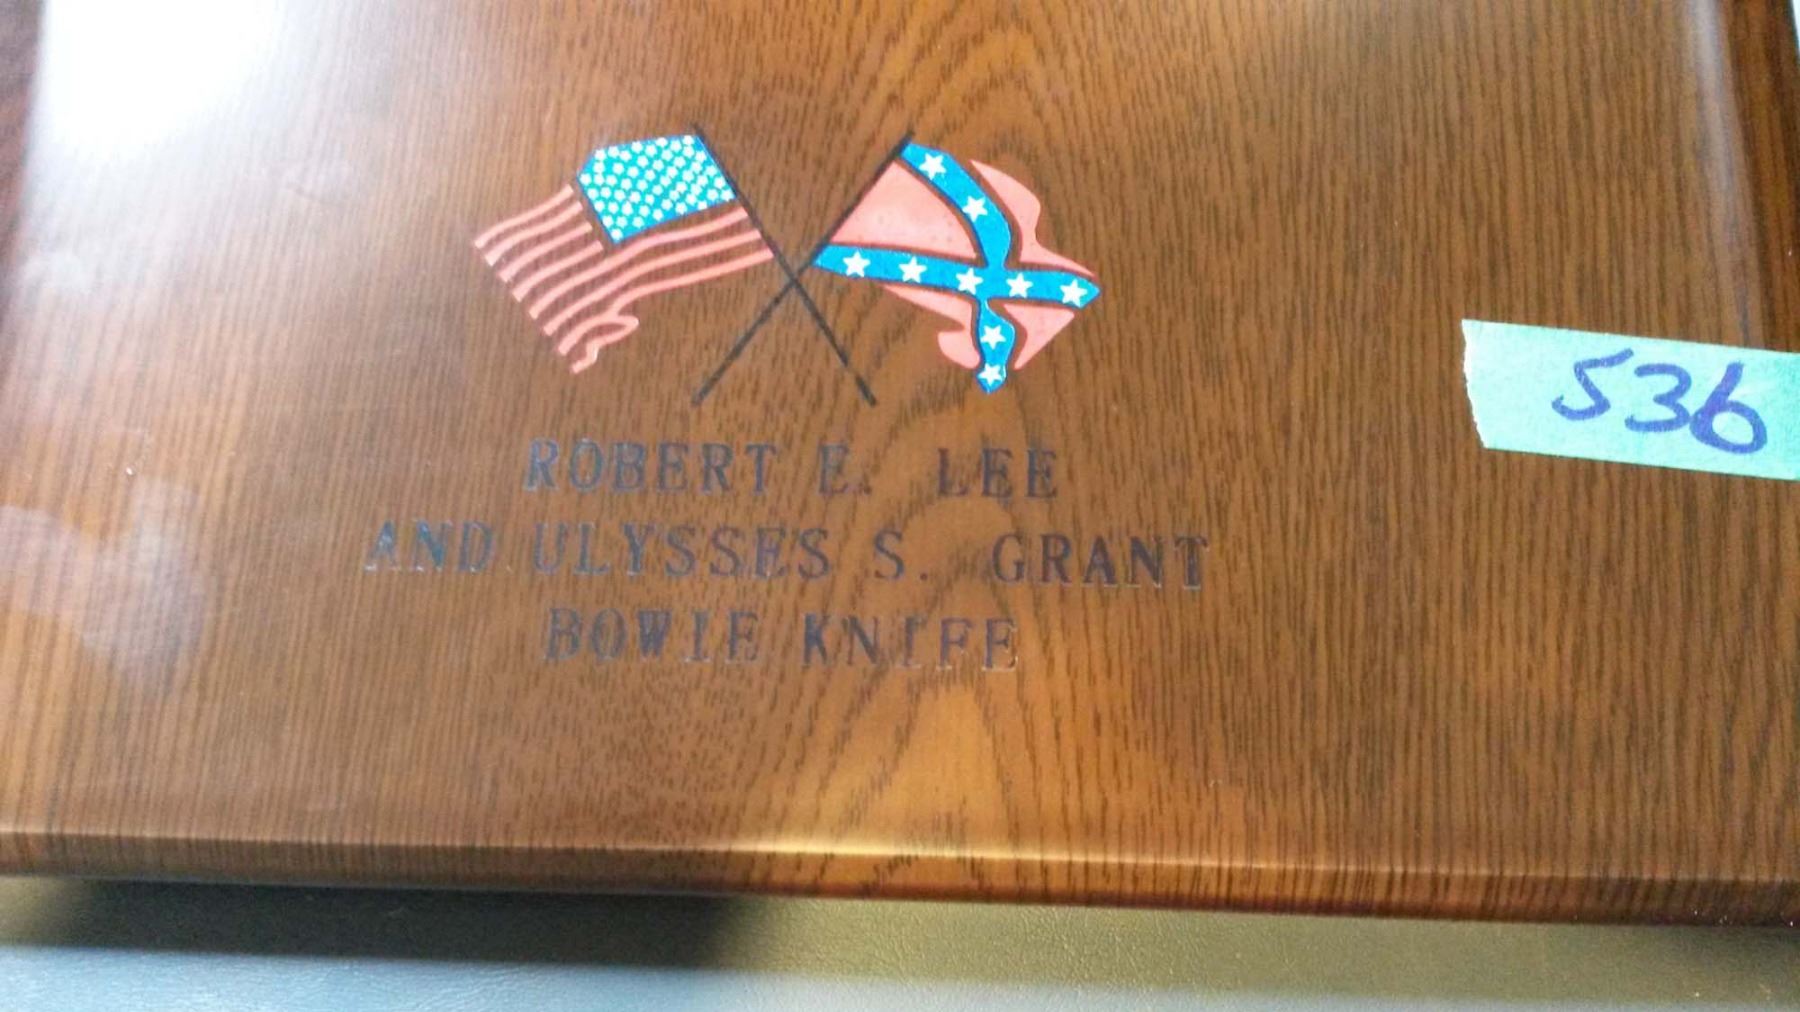 536
ROBERT E. LEE
AND ULYSSES S. GRANT
BOWIE KNIFE